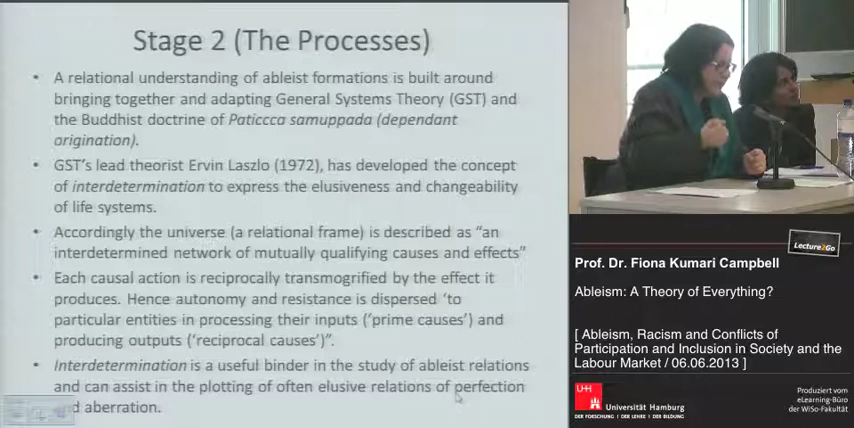 Stage 2 (The Processes)
• A relational understanding of ableist formations is built around
bringing together and adapting General Systems Theory (GST) and
the Buddhist doctrine of Paticcca samuppada (dependant
origination).
• GST's lead theorist Ervin Laszlo (1972), has developed the concept
of interdetermination to express the elusiveness and changeability
of life systems.
• Accordingly the universe (a relational frame) is described as "an
interdetermined network of mutually qualifying causes and effects"
• Each causal action is reciprocally transmogrified by the effect it
produces. Hence autonomy and resistance is dispersed 'to
particular entities in processing their inputs ('prime causes') and
producing outputs ('reciprocal causes')".
• Interdetermination is a useful binder in the study of ableist relations
and can assist in the plotting of often elusive relations of perfection
aberration.
Lecture2Go
Prof. Dr. Fiona Kumari Campbell
Ableism: A Theory of Everything?
[ Ableism, Racism and Conflicts of
Participation and Inclusion in Society and the
Labour Market / 06.06.2013 ]
UHH
Universität Hamburg
DER FORSCHUNG | DER LEHRE | DER BILDUNG
Produziert vom
eLearning-Büro
der WiSo-Fakultät